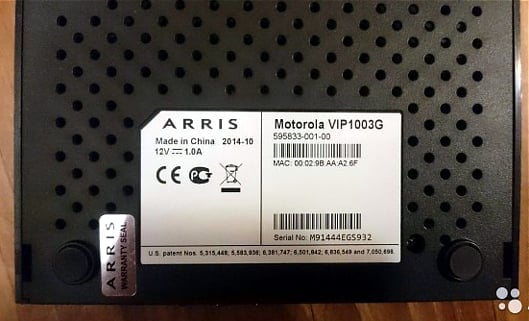 ARRIS
Made in China 2014-10
12V ⎓ 1.0A
CE
Motorola VIP1003G
595833-001-00
MAC: 00:02:9B:AA:A2:6F
Serial No: M91444EGS932
U.S. patent Nos. 5,315,448; 5,583,936; 6,381,747; 6,501,842; 6,836,549 and 7,050,698.
ARRIS
WARRANTY SEAL